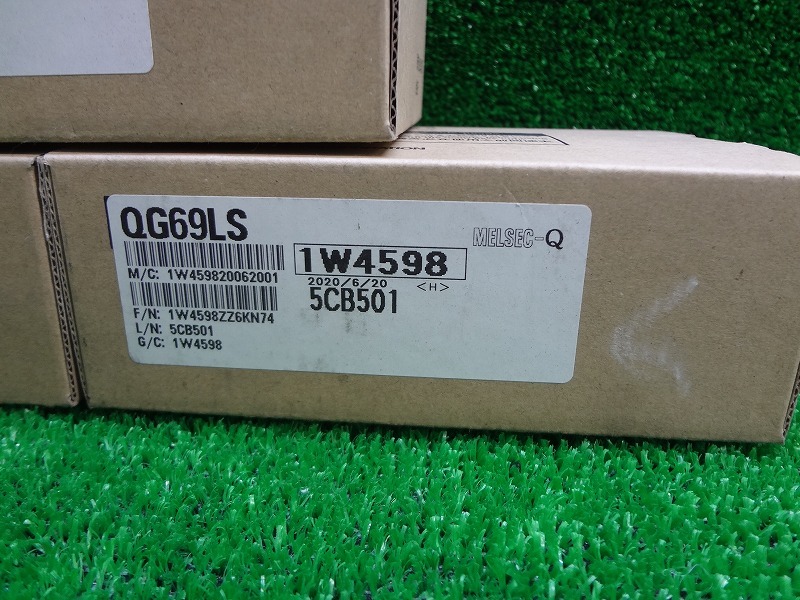 QG69LS
MELSEC-Q
1W4598
M/C: 1W459820062001
2020/6/20 <H>
5CB501
F/N: 1W4598ZZ6KN74
L/N: 5CB501
G/C: 1W4598